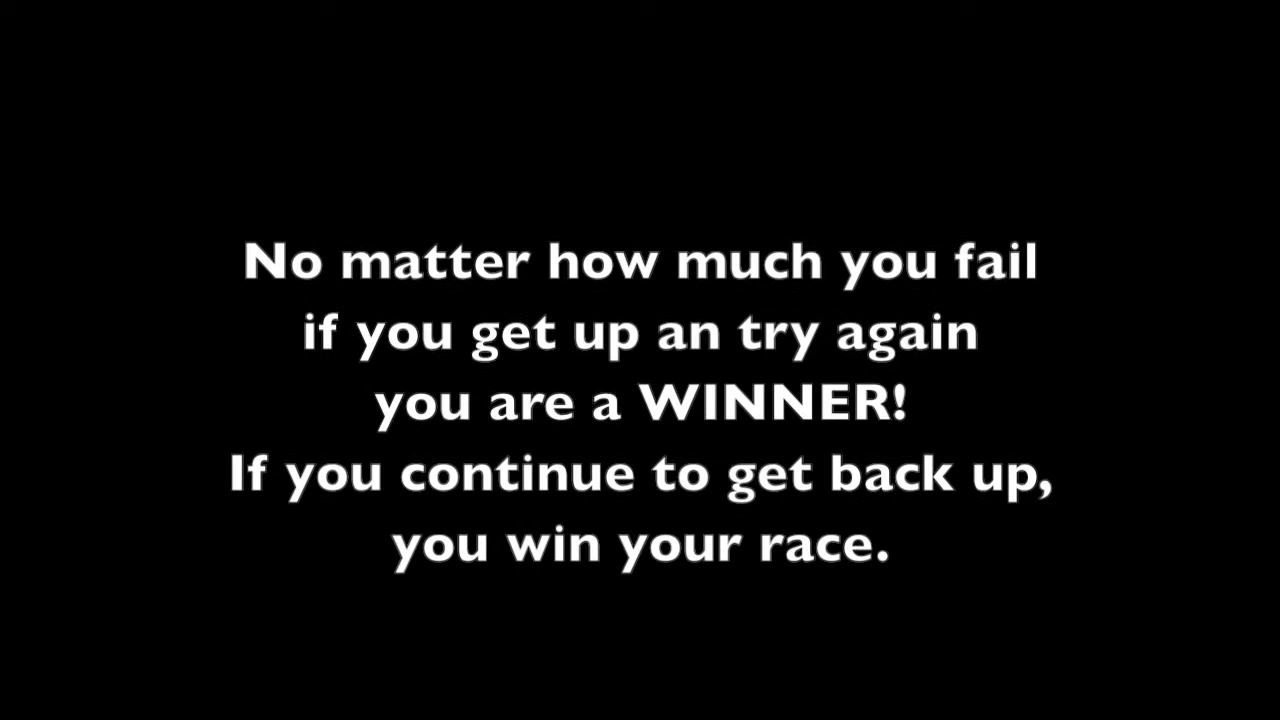 No matter how much you fail
if you get up an try again
you are a WINNER!
If you continue to get back up,
you win your race.